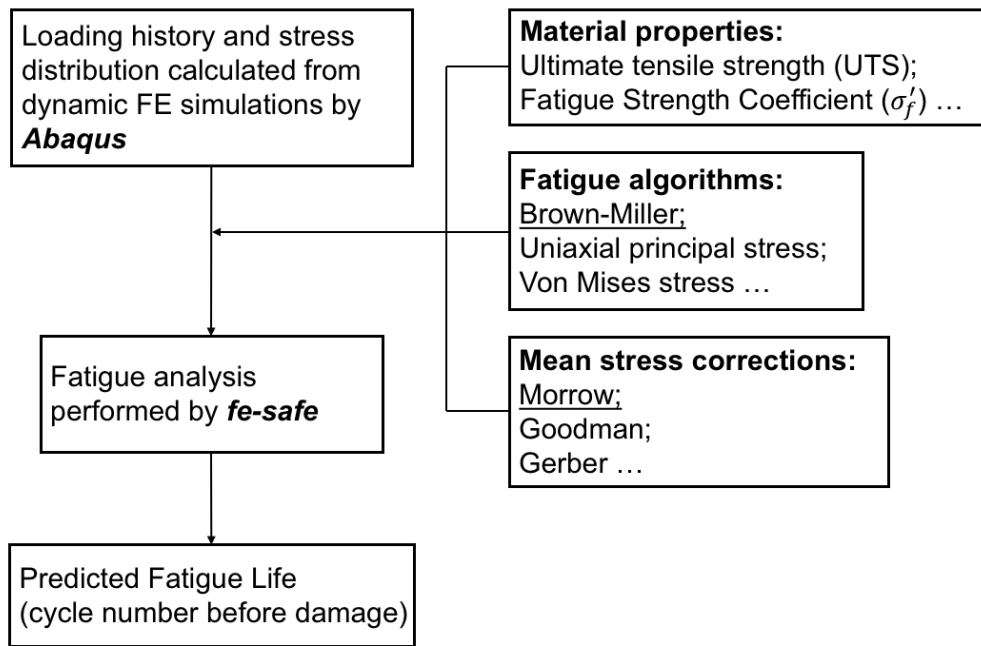 Loading history and stress
distribution calculated from
dynamic FE simulations by
Abaqus
Material properties:
Ultimate tensile strength (UTS);
Fatigue Strength Coefficient (σ′f) …
Fatigue algorithms:
Brown-Miller;
Uniaxial principal stress;
Von Mises stress …
Fatigue analysis
performed by fe-safe
Mean stress corrections:
Morrow;
Goodman;
Gerber …
Predicted Fatigue Life
(cycle number before damage)